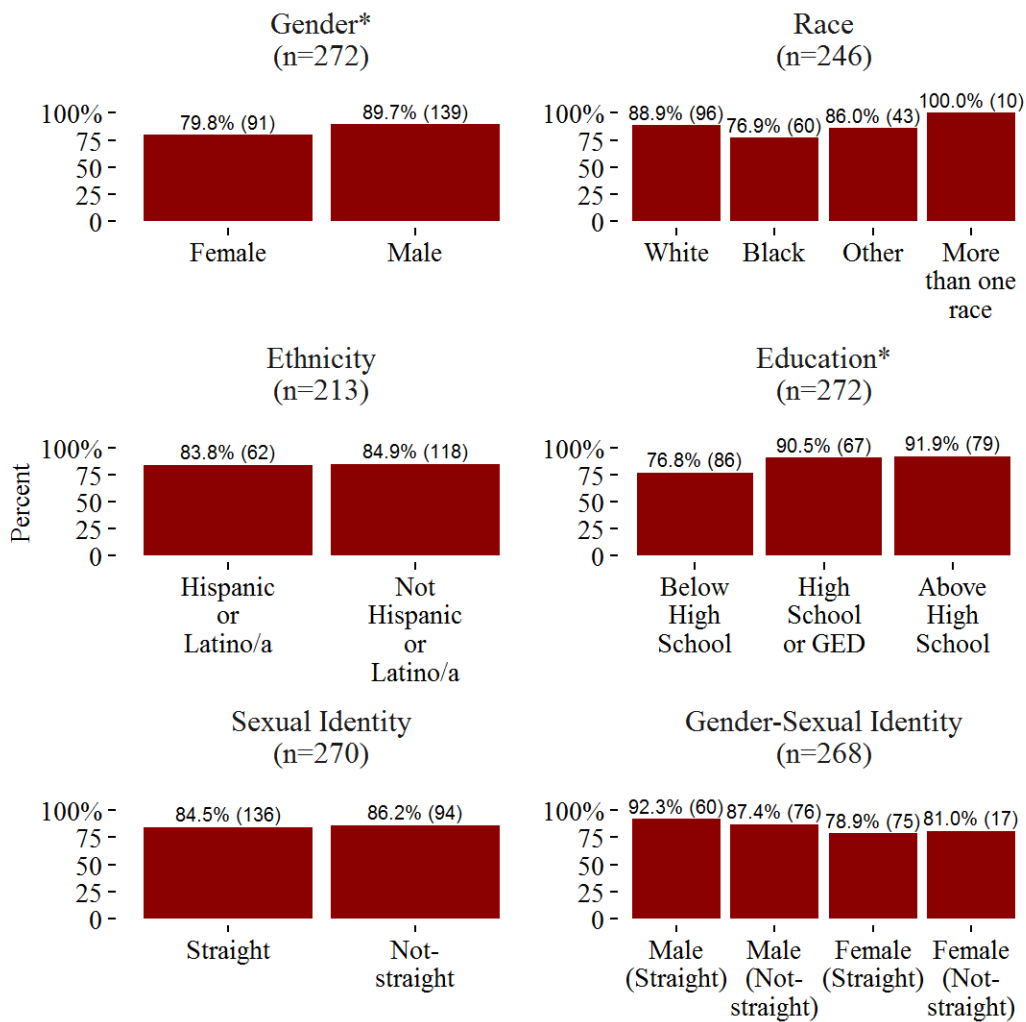 Gender*
(n=272)
100%
75
50
25
0
79.8% (91)
89.7% (139)
Female
Male
Race
(n=246)
100%
75
50
25
0
88.9% (96)
76.9% (60)
86.0% (43)
100.0% (10)
White
Black
Other
More
than one
race
Percent
Ethnicity
(n=213)
100%
75
50
25
0
83.8% (62)
84.9% (118)
Hispanic
or
Latino/a
Not
Hispanic
or
Latino/a
Education*
(n=272)
100%
75
50
25
0
76.8% (86)
90.5% (67)
91.9% (79)
Below
High
School
High
School
or GED
Above
High
School
Sexual Identity
(n=270)
100%
75
50
25
0
84.5% (136)
86.2% (94)
Straight
Not-
straight
Gender-Sexual Identity
(n=268)
100%
75
50
25
0
92.3% (60)
87.4% (76)
78.9% (75)
81.0% (17)
Male
(Straight)
Male
(Not-
straight)
Female
(Straight)
Female
(Not-
straight)